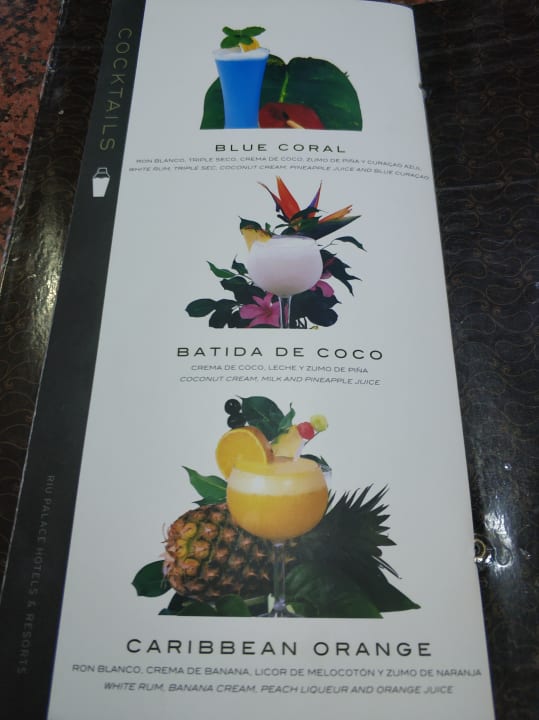 COCKTAILS
BLUE CORAL
RON BLANCO, TRIPLE SECO, CREMA DE COCO, ZUMO DE PIÑA Y CURAÇAO AZUL
WHITE RUM, TRIPLE SEC, COCONUT CREAM, PINEAPPLE JUICE AND BLUE CURAÇAO
BATIDA DE COCO
CREMA DE COCO, LECHE Y ZUMO DE PIÑA
COCONUT CREAM, MILK AND PINEAPPLE JUICE
CARIBBEAN ORANGE
RON BLANCO, CREMA DE BANANA, LICOR DE MELOCOTÓN Y ZUMO DE NARANJA
WHITE RUM, BANANA CREAM, PEACH LIQUEUR AND ORANGE JUICE
RIU PALACE HOTELS & RESORTS